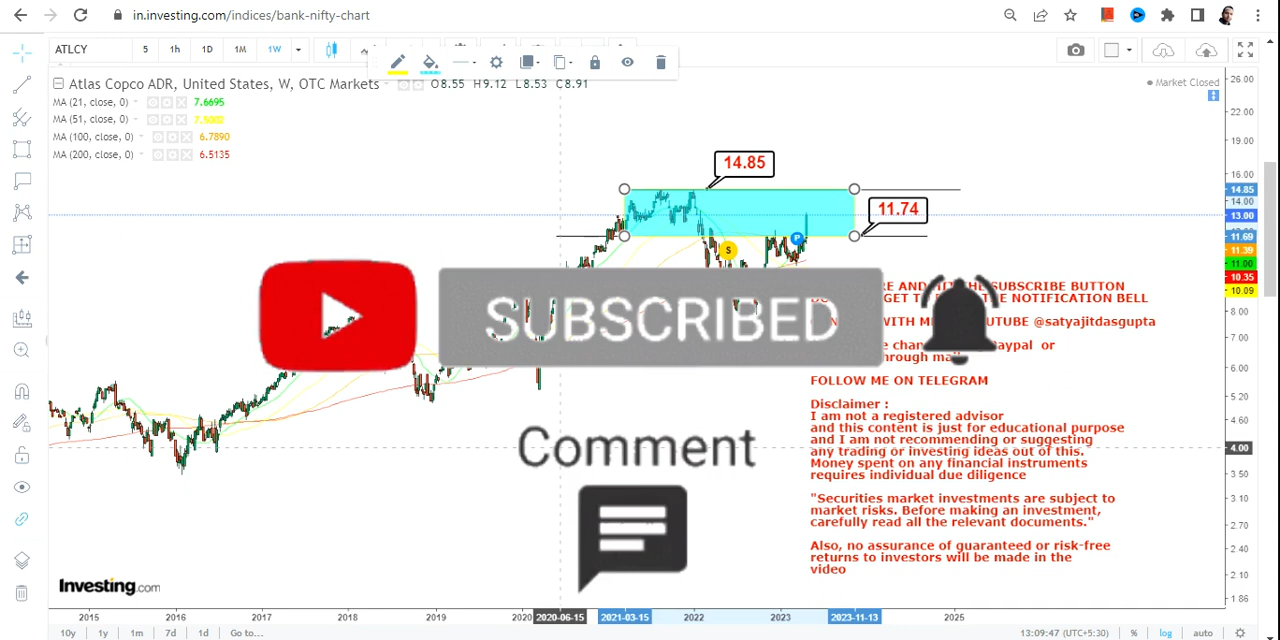 in.investing.com/indices/bank-nifty-chart
ATLCY 5 1h 1D 1M 1W
Atlas Copco ADR, United States, W, OTC Markets O8.55 H9.12 L8.53 C8.91
Market Closed
MA (21, close, 0) 7.6695
MA (51, close, 0)
MA (100, close, 0) 6.7890
MA (200, close, 0) 6.5135
14.85
11.74
26.00
22.00
19.00
16.00
14.85
14.00
13.00
11.69
11.39
11.00
10.35
10.09
8.00
7.00
6.00
5.20
4.60
4.00
3.50
3.10
2.70
2.40
2.10
1.86
S
P
SUBSCRIBED
Comment
THE SUBSCRIBE BUTTON
THE NOTIFICATION BELL
WITH ME @satyajitdasgupta
or
through
FOLLOW ME ON TELEGRAM
Disclaimer :
I am not a registered advisor
and this content is just for educational purpose
and I am not recommending or suggesting
any trading or investing ideas out of this.
Money spent on any financial instruments
requires individual due diligence
"Securities market investments are subject to
market risks. Before making an investment,
carefully read all the relevant documents."
Also, no assurance of guaranteed or risk-free
returns to investors will be made in the
video
Investing.com
2015 2016 2017 2018 2019 2020 2020-06-15 2021-03-15 2022 2023 2023-11-13 2025
10y 1y 1m 7d 1d Go to... 13:09:47 (UTC+5:30) % log auto